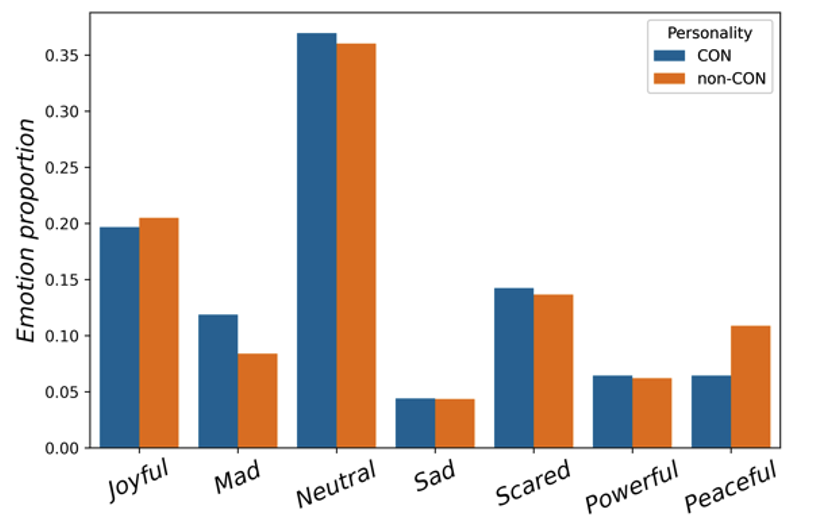 Personality
CON
non-CON
Emotion proportion
0.35
0.30
0.25
0.20
0.15
0.10
0.05
0.00
Joyful
Mad
Neutral
Sad
Scared
Powerful
Peaceful